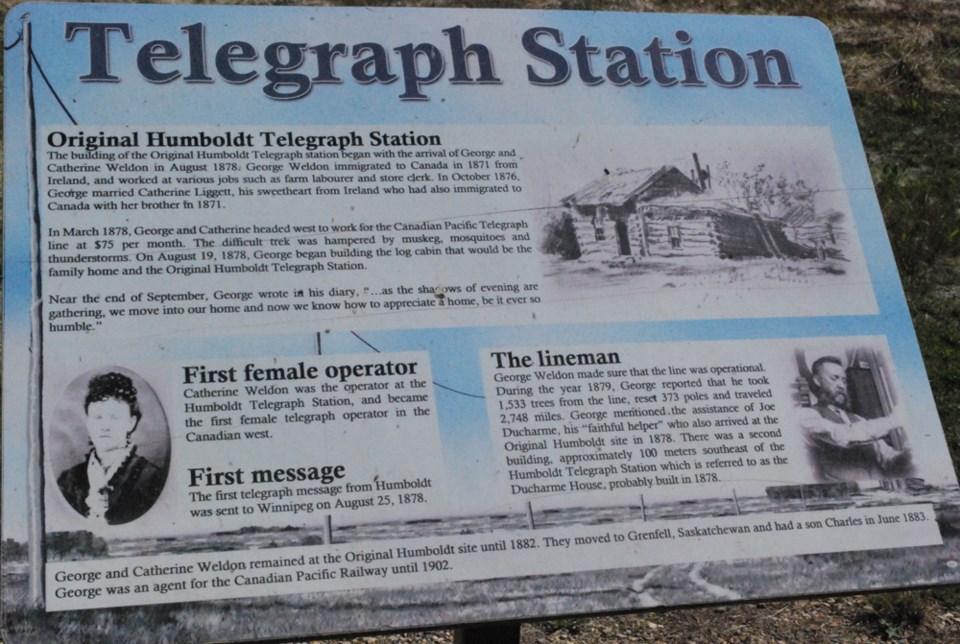 Telegraph Station
Original Humboldt Telegraph Station
The building of the Original Humboldt Telegraph station began with the arrival of George and
Catherine Weldon in August 1878. George Weldon immigrated to Canada in 1871 from
Ireland, and worked at various jobs such as farm labourer and store clerk. In October 1876,
George married Catherine Liggett, his sweetheart from Ireland who had also immigrated to
Canada with her brother in 1871.
In March 1878, George and Catherine headed west to work for the Canadian Pacific Telegraph
line at $75 per month. The difficult trek was hampered by muskeg, mosquitoes and
thunderstorms. On August 19, 1878, George began building the log cabin that would be the
family home and the Original Humboldt Telegraph Station.
Near the end of September, George wrote in his diary, "...as the shadows of evening are
gathering, we move into our home and now we know how to appreciate a home, be it ever so
humble."
First female operator
Catherine Weldon was the operator at the
Humboldt Telegraph Station, and became
the first female telegraph operator in the
Canadian west.
First message
The first telegraph message from Humboldt
was sent to Winnipeg on August 25, 1878.
The lineman
George Weldon made sure that the line was operational.
During the year 1879, George reported that he took
1,533 trees from the line, reset 373 poles and traveled
2,748 miles. George mentioned the assistance of Joe
Ducharme, his "faithful helper" who also arrived at the
Original Humboldt site in 1878. There was a second
building, approximately 100 meters southeast of the
Humboldt Telegraph Station which is referred to as the
Ducharme House, probably built in 1878.
George and Catherine Weldon remained at the Original Humboldt site until 1882. They moved to Grenfell, Saskatchewan and had a son Charles in June 1883.
George was an agent for the Canadian Pacific Railway until 1902.